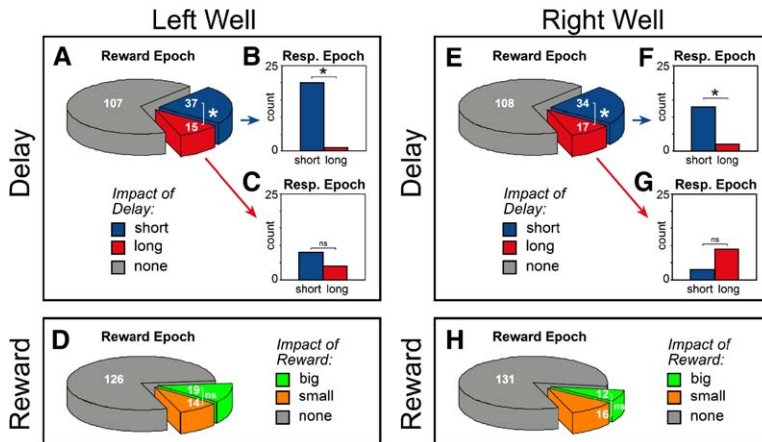 Left Well
Right Well
Delay
A
Reward Epoch
107
37
*
15
Impact of
Delay:
short
long
none
B
Resp. Epoch
25
count
0
*
short long
C
Resp. Epoch
25
count
0
ns
short long
Delay
E
Reward Epoch
108
34
*
17
Impact of
Delay:
short
long
none
F
Resp. Epoch
25
count
0
*
short long
G
Resp. Epoch
25
count
0
ns
short long
Reward
D
Reward Epoch
126
19
ns
14
Impact of
Reward:
big
small
none
Reward
H
Reward Epoch
131
12
ns
16
Impact of
Reward:
big
small
none